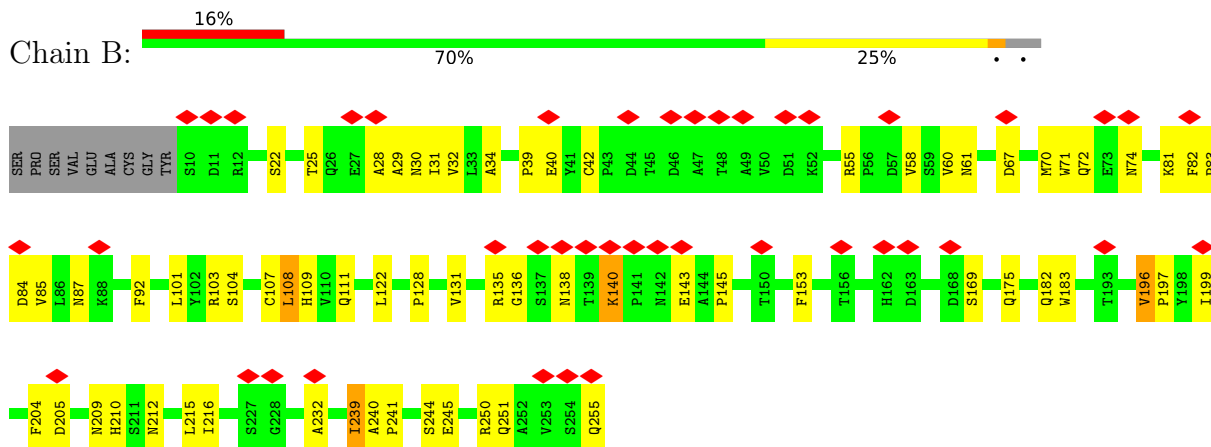 16%
Chain B:
70% 25% . .
SER PRO SER VAL GLU ALA CYS GLY TYR S10 D11 R12 S22 T25 Q26 E27 A28 A29 N30 I31 V32 L33 A34 P39 E40 Y41 C42 P43 D44 T45 D46 A47 T48 A49 V50 D51 K52 R55 P56 D57 V58 S59 V60 N61 D67 M70 W71 Q72 E73 N74 K81 F82
D84 V85 L86 N87 K88 F92 L101 Y102 R103 S104 C107 L108 H109 V110 Q111 L122 P128 V131 R135 G136 S137 N138 T139 K140 P141 N142 E143 A144 P145 T150 F153 T156 H162 D163 D168 S169 Q175 Q182 W183 T193 V196 P197 Y198 I199
F204 D205 N209 H210 S211 N212 L215 I216 S227 G228 A232 I239 A240 P241 S244 E245 R250 Q251 A252 V253 S254 Q255